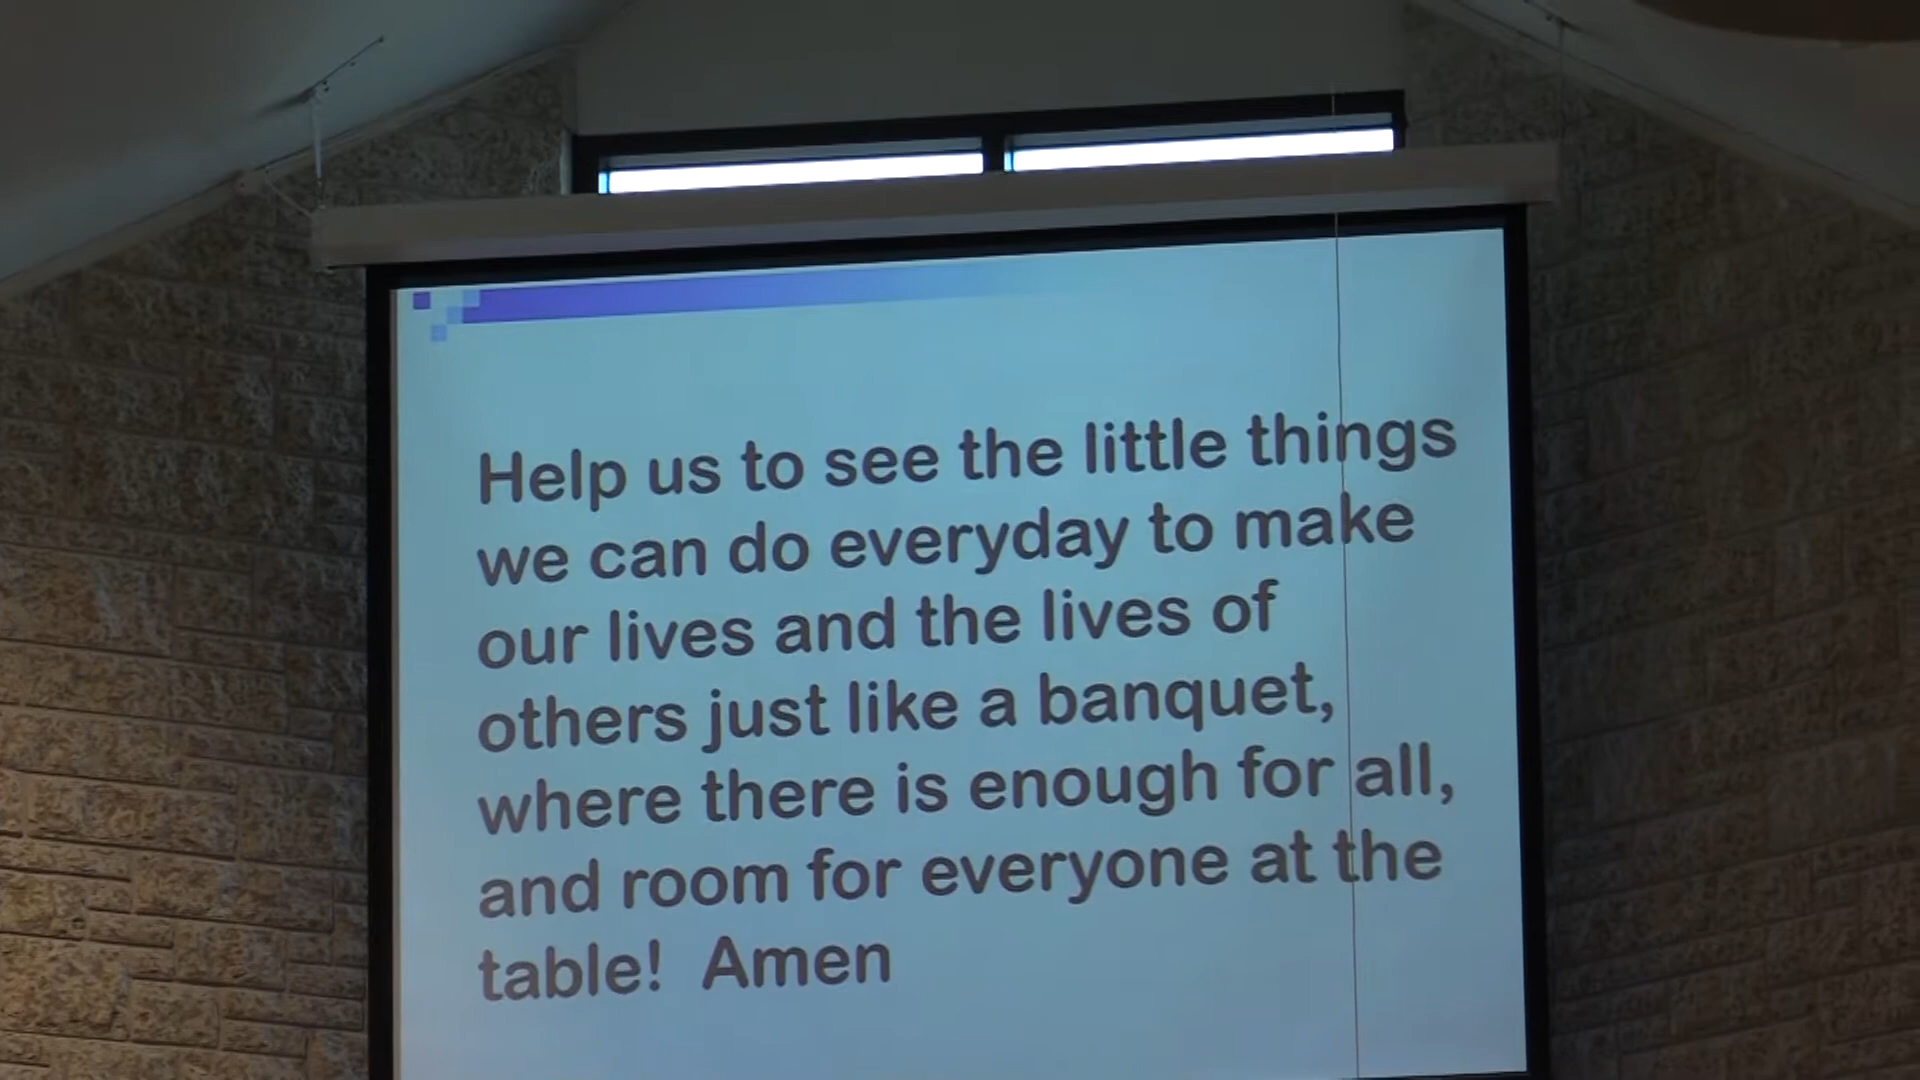 Help us to see the little things
we can do everyday to make
our lives and the lives of
others just like a banquet,
where there is enough for all,
and room for everyone at the
table!  Amen